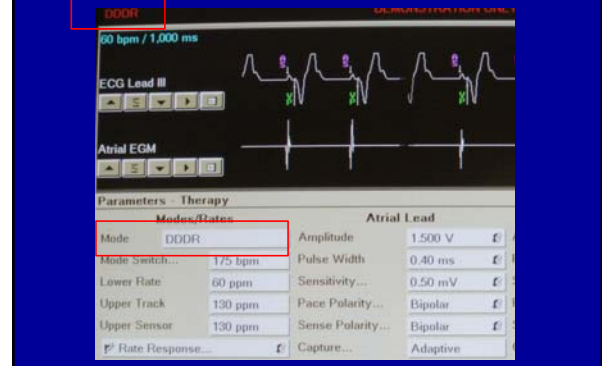 DDDR DEMONSTRATION ONLY
60 bpm / 1,000 ms
ECG Lead III
S
Atrial EGM
S
Parameters - Therapy
Modes/Rates Atrial Lead
Mode DDDR Amplitude 1.500 V
Mode Switch... 175 bpm Pulse Width 0.40 ms
Lower Rate 60 ppm Sensitivity... 0.50 mV
Upper Track 130 ppm Pace Polarity... Bipolar
Upper Sensor 130 ppm Sense Polarity... Bipolar
Rate Response... Capture... Adaptive